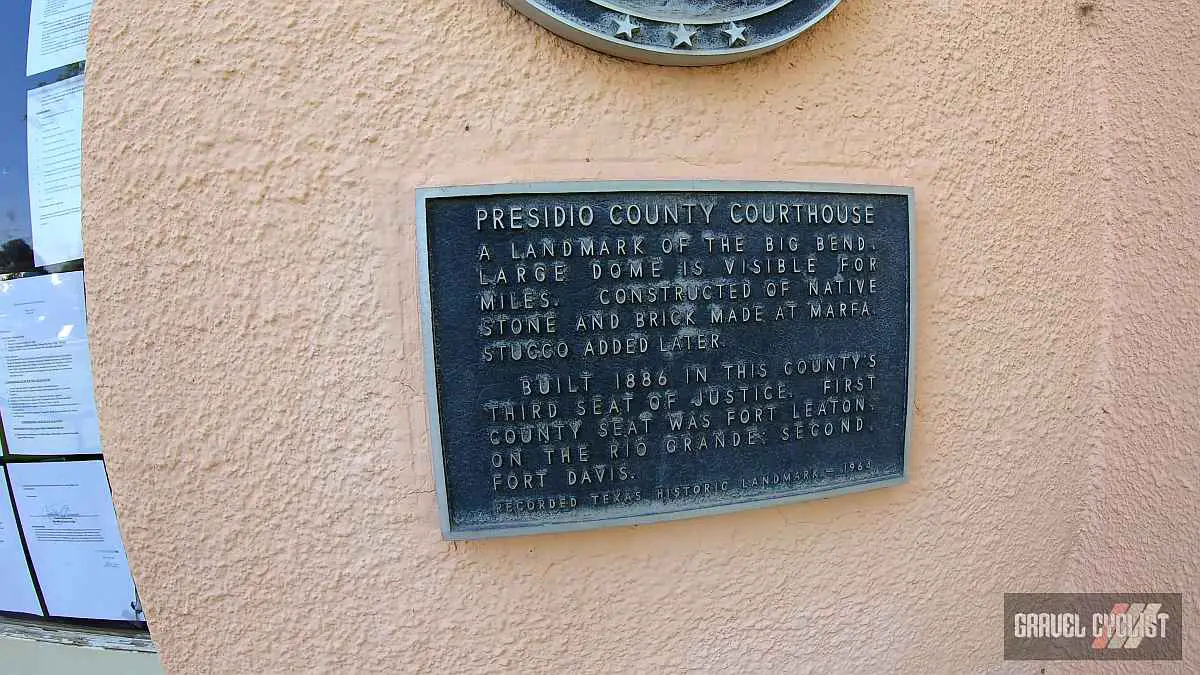 PRESIDIO COUNTY COURTHOUSE
A LANDMARK OF THE BIG BEND.
LARGE DOME IS VISIBLE FOR
MILES. CONSTRUCTED OF NATIVE
STONE AND BRICK MADE AT MARFA.
STUCCO ADDED LATER.
BUILT 1886 IN THIS COUNTY'S
THIRD SEAT OF JUSTICE. FIRST
COUNTY SEAT WAS FORT LEATON,
ON THE RIO GRANDE; SECOND,
FORT DAVIS.
RECORDED TEXAS HISTORIC LANDMARK — 1964
GRAVEL CYCLIST